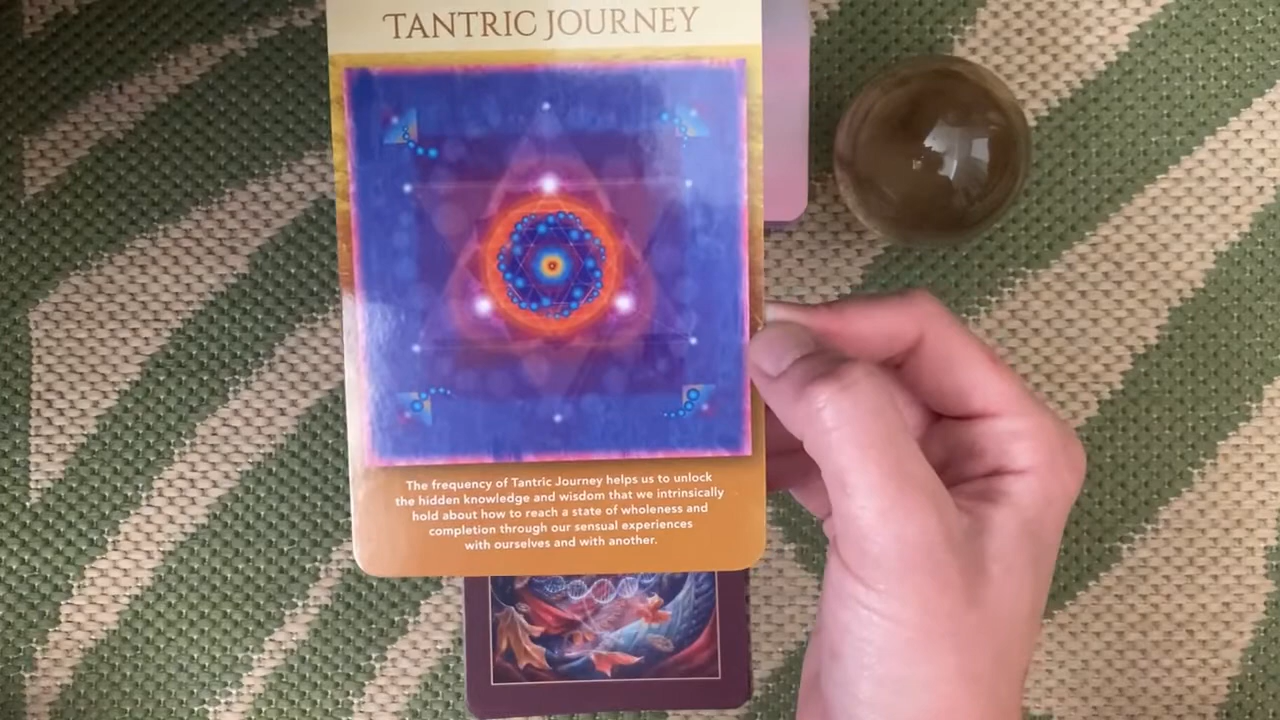 TANTRIC JOURNEY
The frequency of Tantric Journey helps us to unlock
the hidden knowledge and wisdom that we intrinsically
hold about how to reach a state of wholeness and
completion through our sensual experiences
with ourselves and with another.